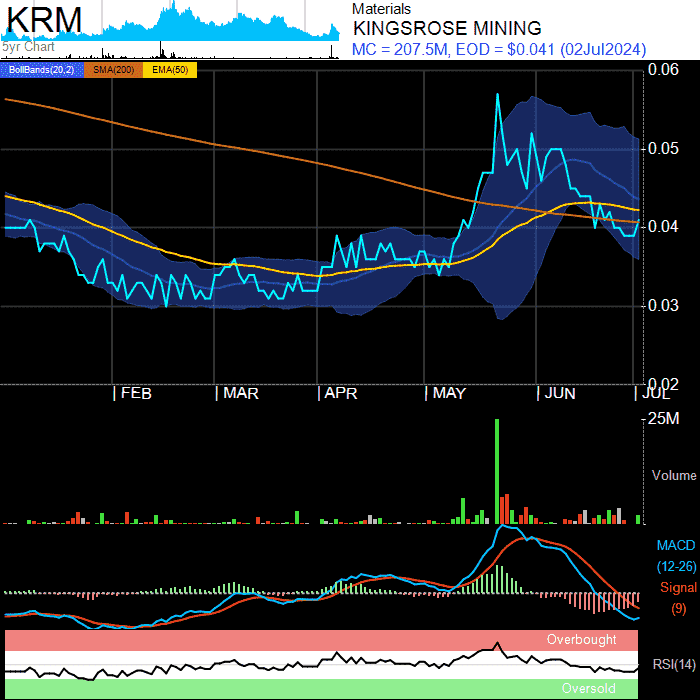 KRM
Materials
KINGSROSE MINING
5yr Chart
MC = 207.5M, EOD = $0.041 (02Jul2024)
BollBands(20,2) SMA(200) EMA(50)
0.06
0.05
0.04
0.03
0.02
FEB MAR APR MAY JUN JUL
25M
Volume
MACD
(12-26)
Signal
(9)
Overbought
RSI(14)
Oversold